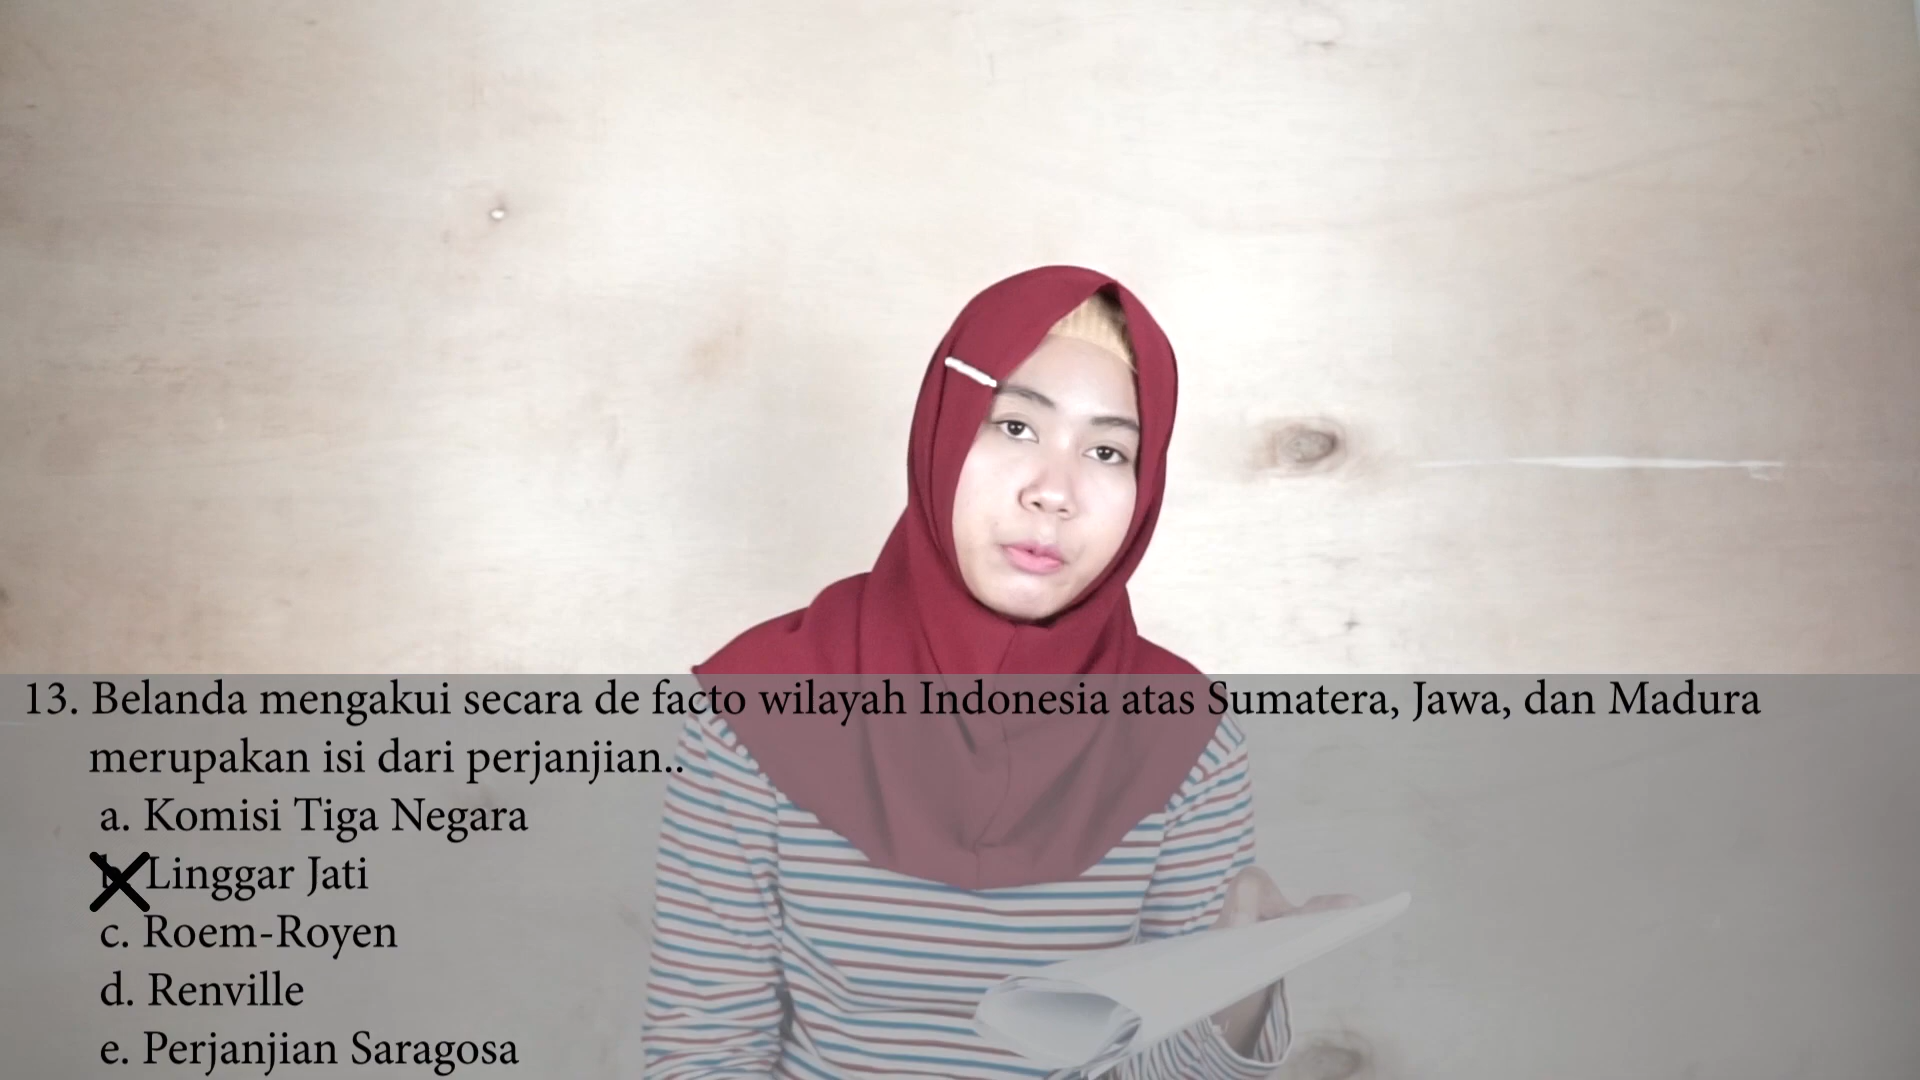 13. Belanda mengakui secara de facto wilayah Indonesia atas Sumatera, Jawa, dan Madura
merupakan isi dari perjanjian..
a. Komisi Tiga Negara
b. Linggar Jati
c. Roem-Royen
d. Renville
e. Perjanjian Saragosa